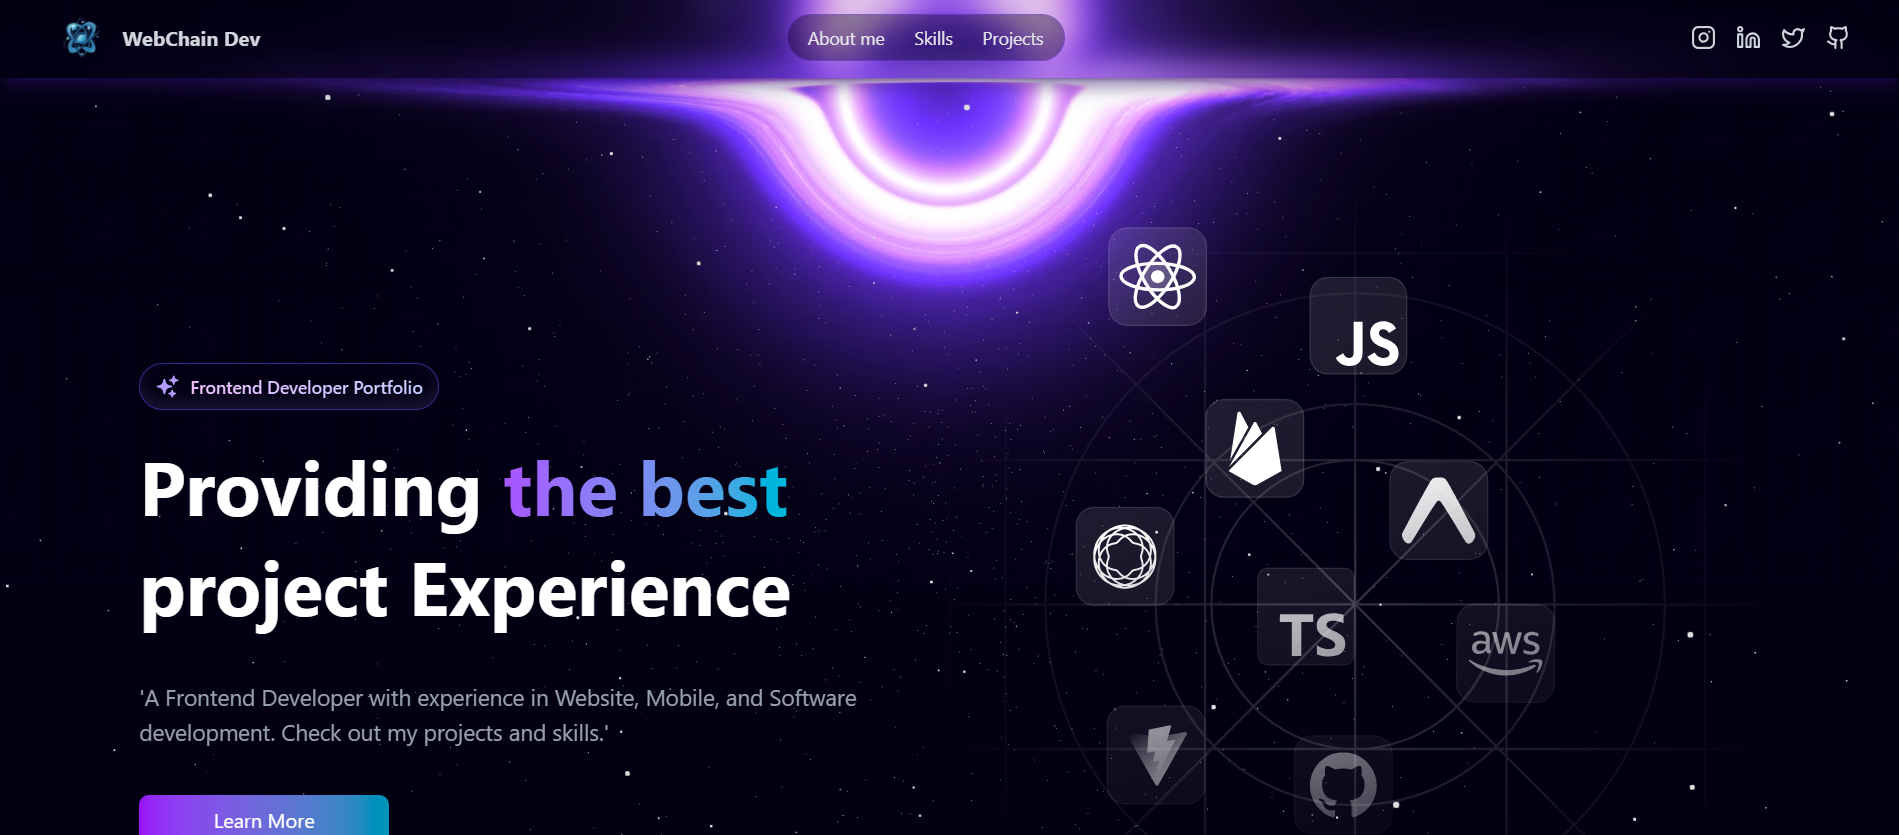 WebChain Dev
About me Skills Projects
Frontend Developer Portfolio
JS
Providing the best
project Experience
TS
aws
'A Frontend Developer with experience in Website, Mobile, and Software
development. Check out my projects and skills.'
Learn More